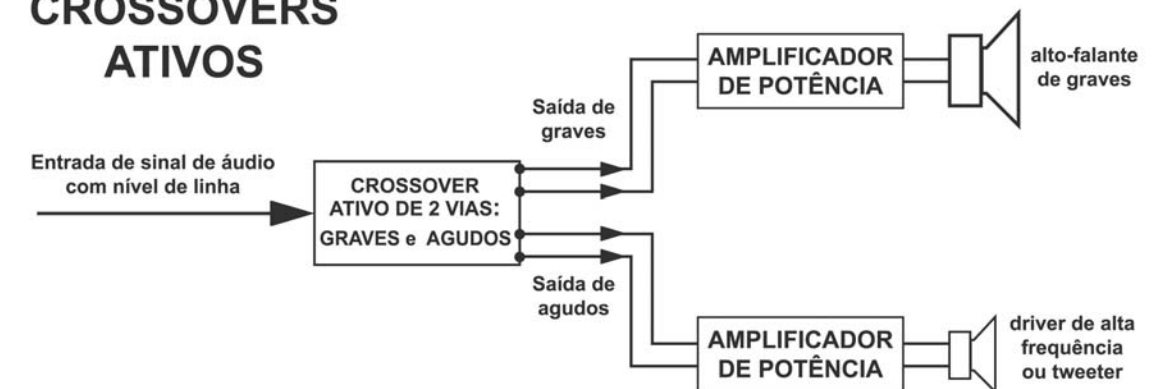 CROSSOVERS
ATIVOS
Entrada de sinal de áudio
com nível de linha
CROSSOVER
ATIVO DE 2 VIAS:
GRAVES e AGUDOS
Saída de
graves
AMPLIFICADOR
DE POTÊNCIA
alto-falante
de graves
Saída de
agudos
AMPLIFICADOR
DE POTÊNCIA
driver de alta
frequência
ou tweeter